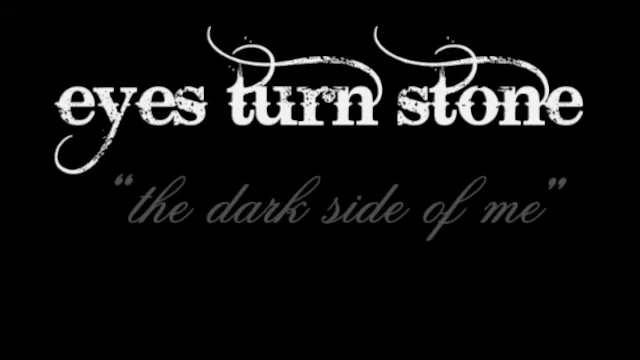 eyes turn stone
“the dark side of me”